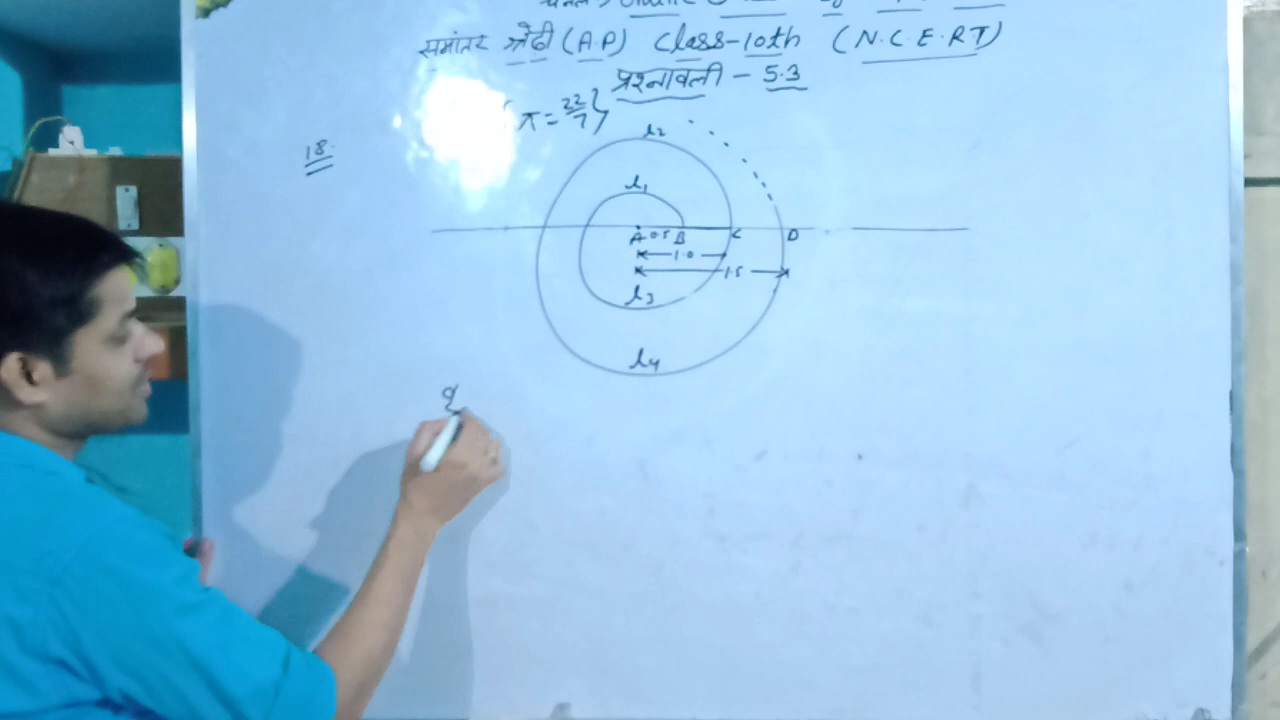 समांतर श्रेढी (A.P) Class-10th (N.C.E.R.T)
प्रश्नावली - 5.3
{π = 22/7}
18.
l₂
l₁
A 0.5 B C D
1.0
1.5
l₃
l₄